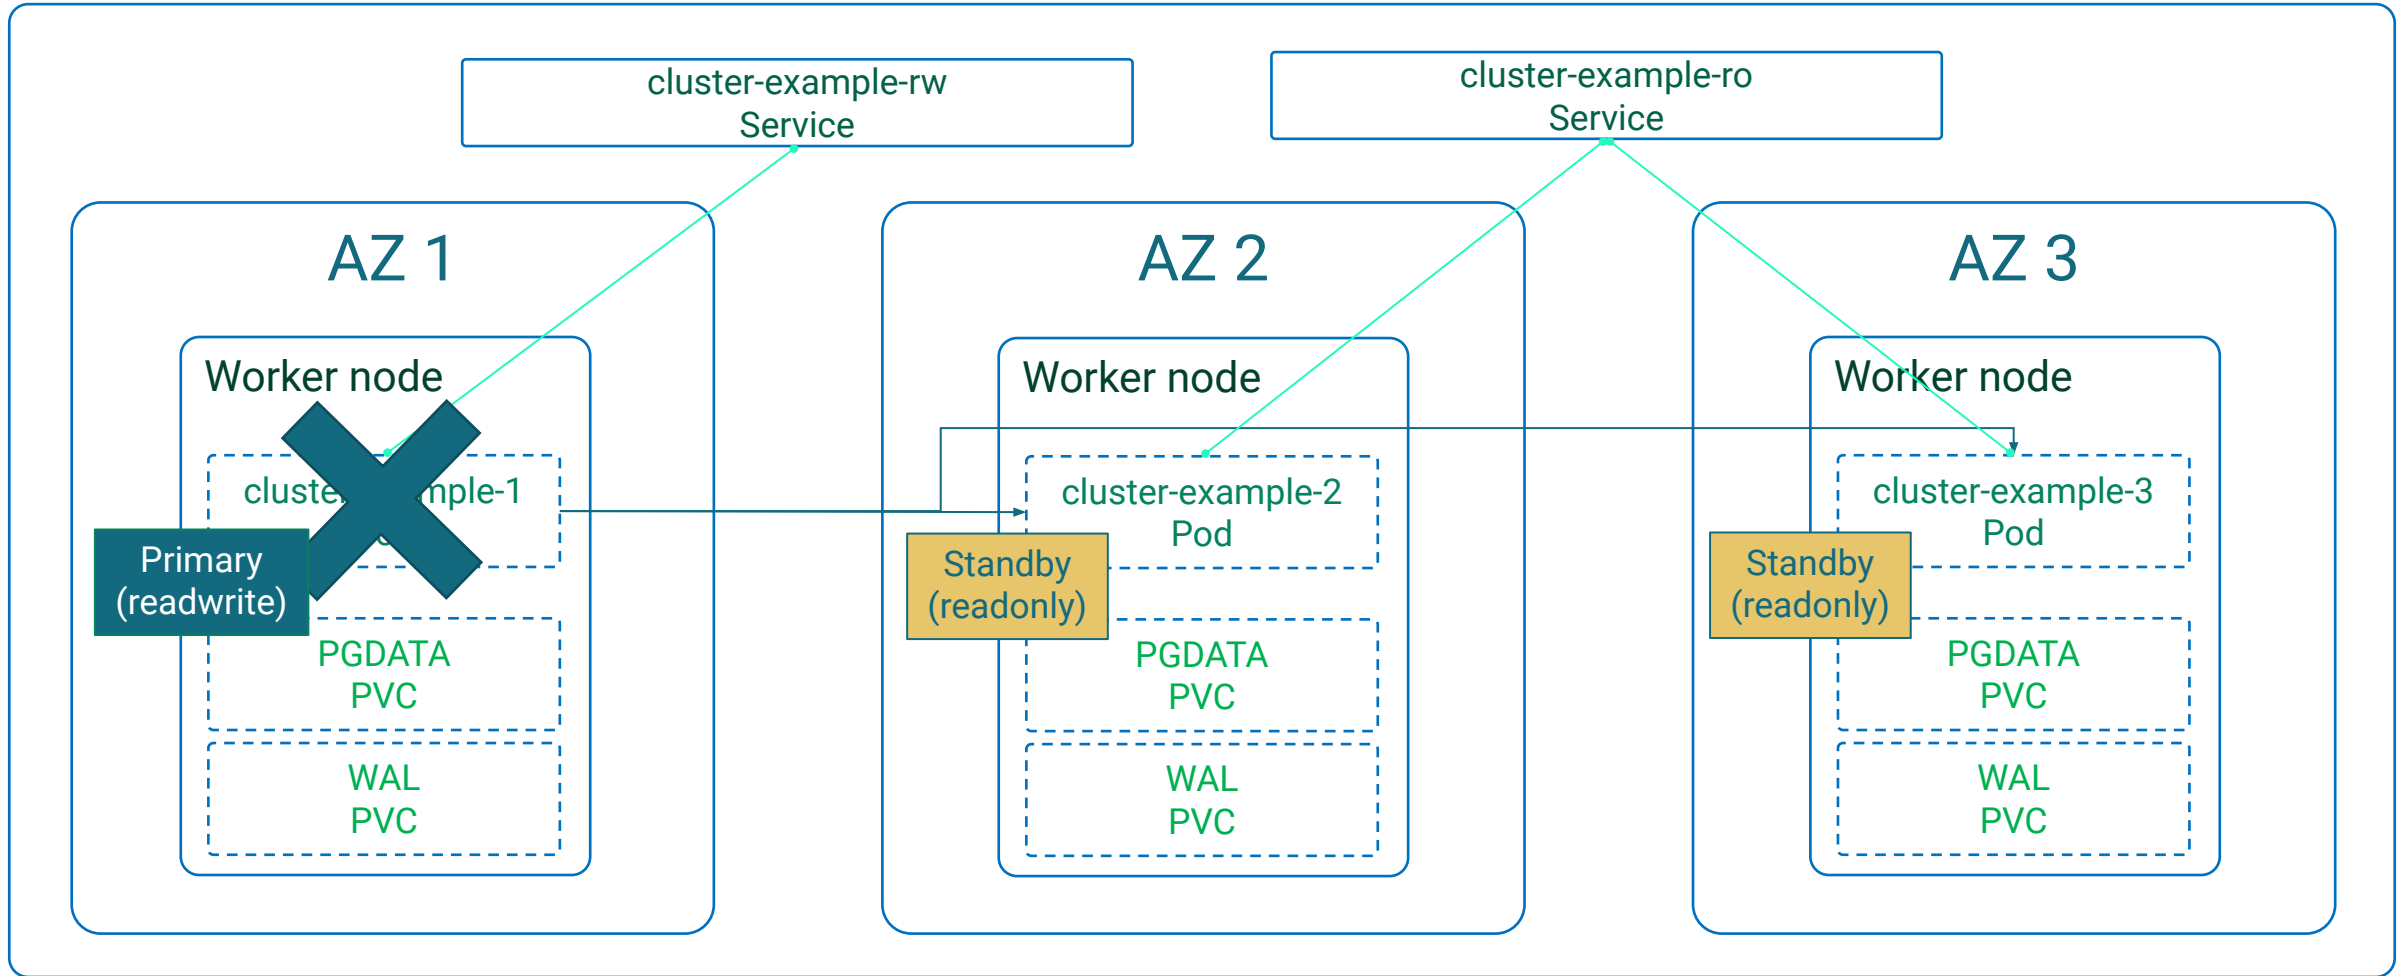 cluster-example-rw
Service
cluster-example-ro
Service
AZ 1
Worker node
mple-1
Primary
(readwrite)
PGDATA
PVC
WAL
PVC
AZ 2
Worker node
cluster-example-2
Pod
Standby
(readonly)
PGDATA
PVC
WAL
PVC
AZ 3
Worker node
cluster-example-3
Pod
Standby
(readonly)
PGDATA
PVC
WAL
PVC